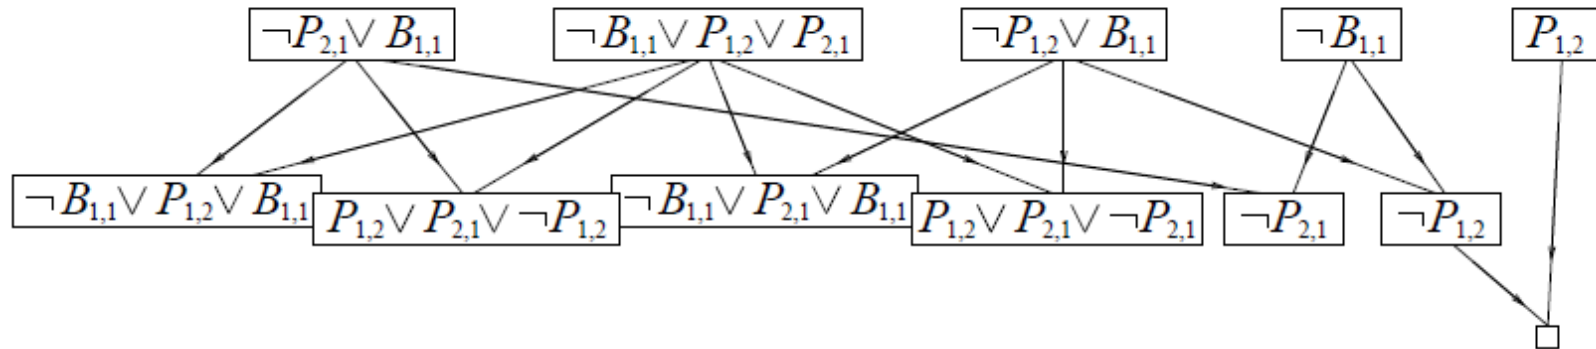 ¬P2,1 ∨ B1,1 ¬B1,1 ∨ P1,2 ∨ P2,1 ¬P1,2 ∨ B1,1 ¬B1,1 P1,2
¬B1,1 ∨ P1,2 ∨ B1,1 P1,2 ∨ P2,1 ∨ ¬P1,2 ¬B1,1 ∨ P2,1 ∨ B1,1 P1,2 ∨ P2,1 ∨ ¬P2,1 ¬P2,1 ¬P1,2